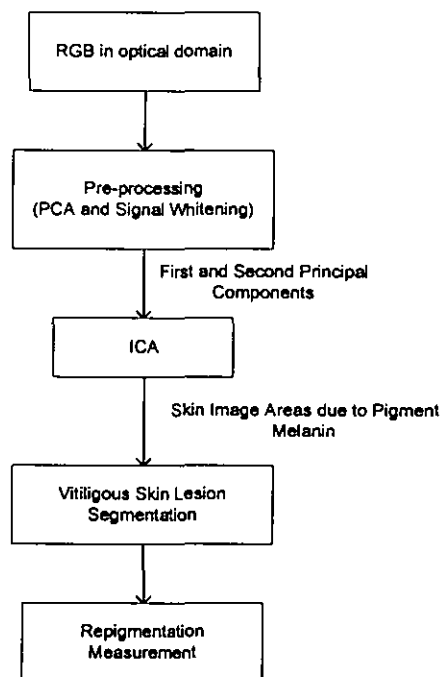 RGB in optical domain
Pre-processing
(PCA and Signal Whitening)
First and Second Principal
Components
ICA
Skin Image Areas due to Pigment
Melanin
Vitiligous Skin Lesion
Segmentation
Repigmentation
Measurement